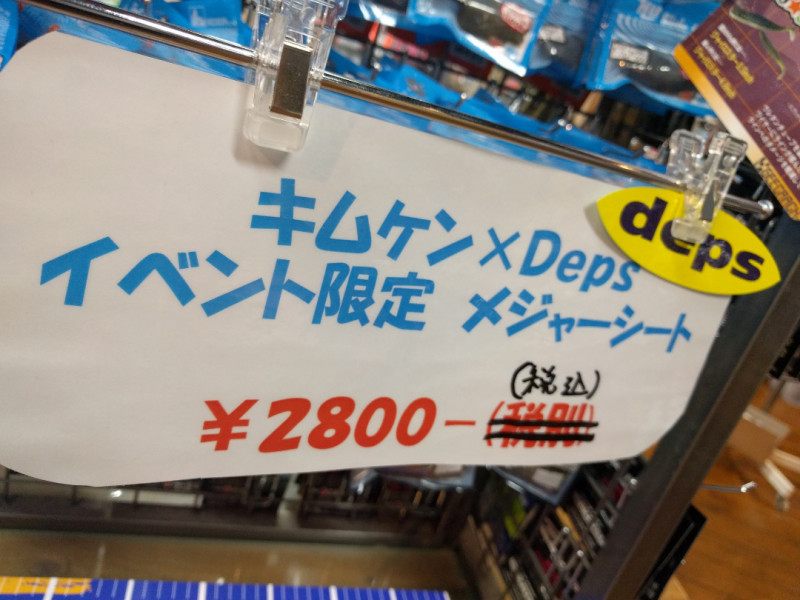 キムケン×Deps
deps
イベント限定 メジャーシート
(税込)
¥2800-(税別)